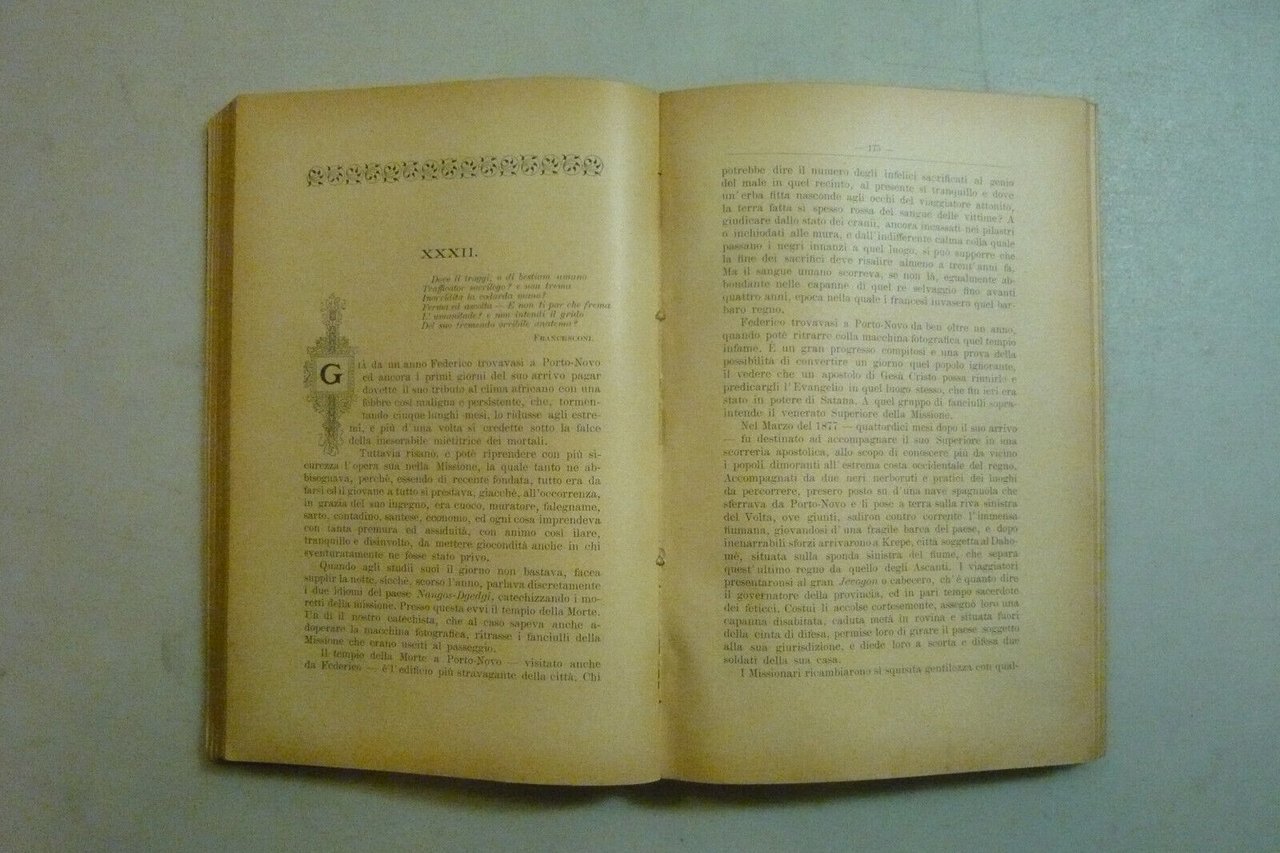 XXXII.
Dove li traggi, o di bestiam umano
Trafficator sacrilego? e non trema
Inorridita la codarda mano?
Ferma ed ascolta — E non ti par che frema
L' umanitade? e non intendi il grido
Del suo tremendo orribile anatema?
FRANCESCONI.
GIÀ da un anno Federico trovavasi a Porto-Novo
ed ancora i primi giorni del suo arrivo pagar
dovette il suo tributo al clima africano con una
febbre così maligna e persistente, che, tormen-
tando cinque lunghi mesi, lo ridusse agli estre-
mi, e più d' una volta si credette sotto la falce
della inesorabile mietitrice dei mortali.
Tuttavia risanò, e potè riprendere con più si-
curezza l'opera sua nella Missione, la quale tanto ne ab-
bisognava, perchè, essendo di recente fondata, tutto era da
farsi ed il giovane a tutto si prestava, giacchè, all'occorrenza,
in grazia del suo ingegno, era cuoco, muratore, falegname,
sarto, contadino, santese, economo, ed ogni cosa imprendeva
con tanta premura ed assiduità, con animo così ilare,
tranquillo e disinvolto, da mettere giocondità anche in chi
sventuratamente ne fosse stato privo.
Quando agli studi suoi il giorno non bastava, facea
supplir la notte, sicchè, scorso l'anno, parlava discretamente
i due idiomi del paese Nangos-Dgedgi, catechizzando i mo-
retti della missione. Presso questa evvi il tempio della Morte.
Un dì il nostro catechista, che al caso sapeva anche a-
doperare la macchina fotografica, ritrasse i fanciulli della
Missione che erano usciti al passeggio.
Il tempio della Morte a Porto-Novo — visitato anche
da Federico — è l'edificio più stravagante della città. Chi
— 175 —
potrebbe dire il numero degli infelici sacrificati al genio
del male in quel recinto, al presente sì tranquillo e dove
un'erba fitta nasconde agli occhi del viaggiatore attonito,
la terra fatta sì spesso rossa dei sangue delle vittime? A
giudicare dallo stato dei cranii, ancora incassati nei pilastri
o inchiodati alle mura, e dall'indifferente calma colla quale
passano i negri innanzi a quel luogo, si può supporre che
la fine dei sacrifici deve risalire almeno a trent'anni fa.
Ma il sangue umano scorreva, se non là, egualmente ab-
bondante nelle capanne di quel re selvaggio fino avanti
quattro anni, epoca nella quale i francesi invasero quel bar-
baro regno.
Federico trovavasi a Porto-Novo da ben oltre un anno,
quando potè ritrarre colla macchina fotografica quel tempio
infame. È un gran progresso compitosi e una prova della
possibilità di convertire un giorno quel popolo ignorante,
il vedere che un apostolo di Gesù Cristo possa riunirlo e
predicargli l'Evangelio in quel luogo stesso, che fin ieri era
stato in potere di Satana. A quel gruppo di fanciulli sopra-
intende il venerato Superiore della Missione.
Nel Marzo del 1877 — quattordici mesi dopo il suo arrivo
— fu destinato ad accompagnare il suo Superiore in una
scorreria apostolica, allo scopo di conoscere più da vicino
i popoli dimoranti all'estrema costa occidentale del regno.
Accompagnati da due neri nerboruti e pratici dei luoghi
da percorrere, presero posto su d'una nave spagnuola che
sferrava da Porto-Novo e li pose a terra sulla riva sinistra
del Volta, ove giunti, saliron contro corrente l'immensa
fiumana, giovandosi d'una fragile barca del paese, e dopo
inenarrabili sforzi arrivarono a Krepe, città soggetta al Daho-
mè, situata sulla sponda sinistra del fiume, che separa
quest'ultimo regno da quello degli Ascanti. I viaggiatori
presentaronsi al gran Jevogon o cabecero, ch'è quanto dire
il governatore della provincia, ed in pari tempo sacerdote
dei feticci. Costui li accolse cortesemente, assegnò loro una
capanna disabitata, caduta metà in rovina e situata fuori
della cinta di difesa, permise loro di girare il paese soggetto
alla sua giurisdizione, e diede loro a scorta e difesa due
soldati della sua casa.
I Missionari ricambiarono sì squisita gentilezza con qual-